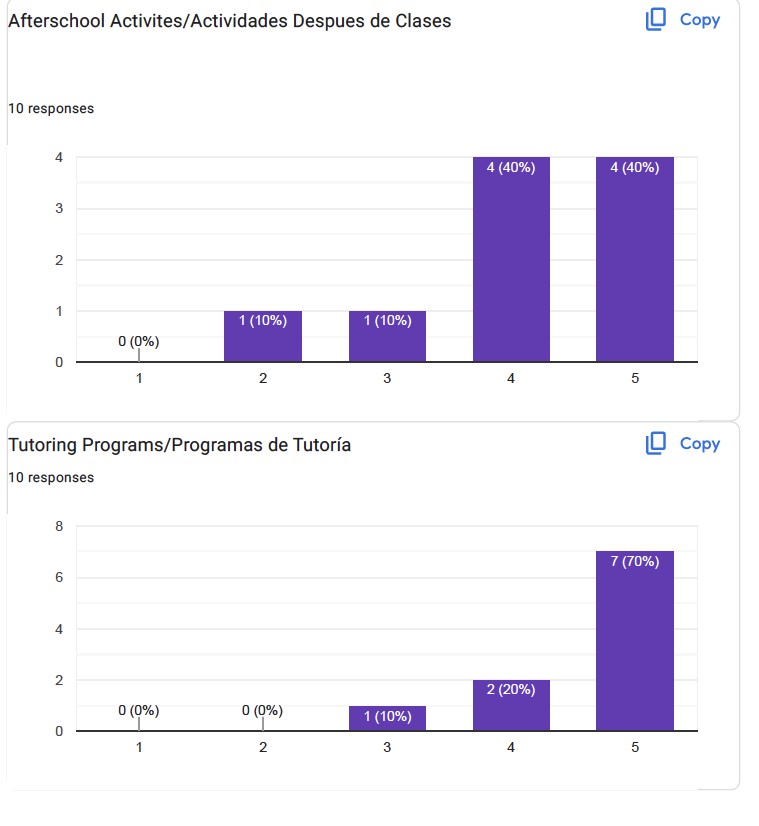 Afterschool Activites/Actividades Despues de Clases
Copy
10 responses
4
3
2
1
0
0 (0%)
1 (10%)
1 (10%)
4 (40%)
4 (40%)
1 2 3 4 5
Tutoring Programs/Programas de Tutoría
Copy
10 responses
8
6
4
2
0
0 (0%)
0 (0%)
1 (10%)
2 (20%)
7 (70%)
1 2 3 4 5